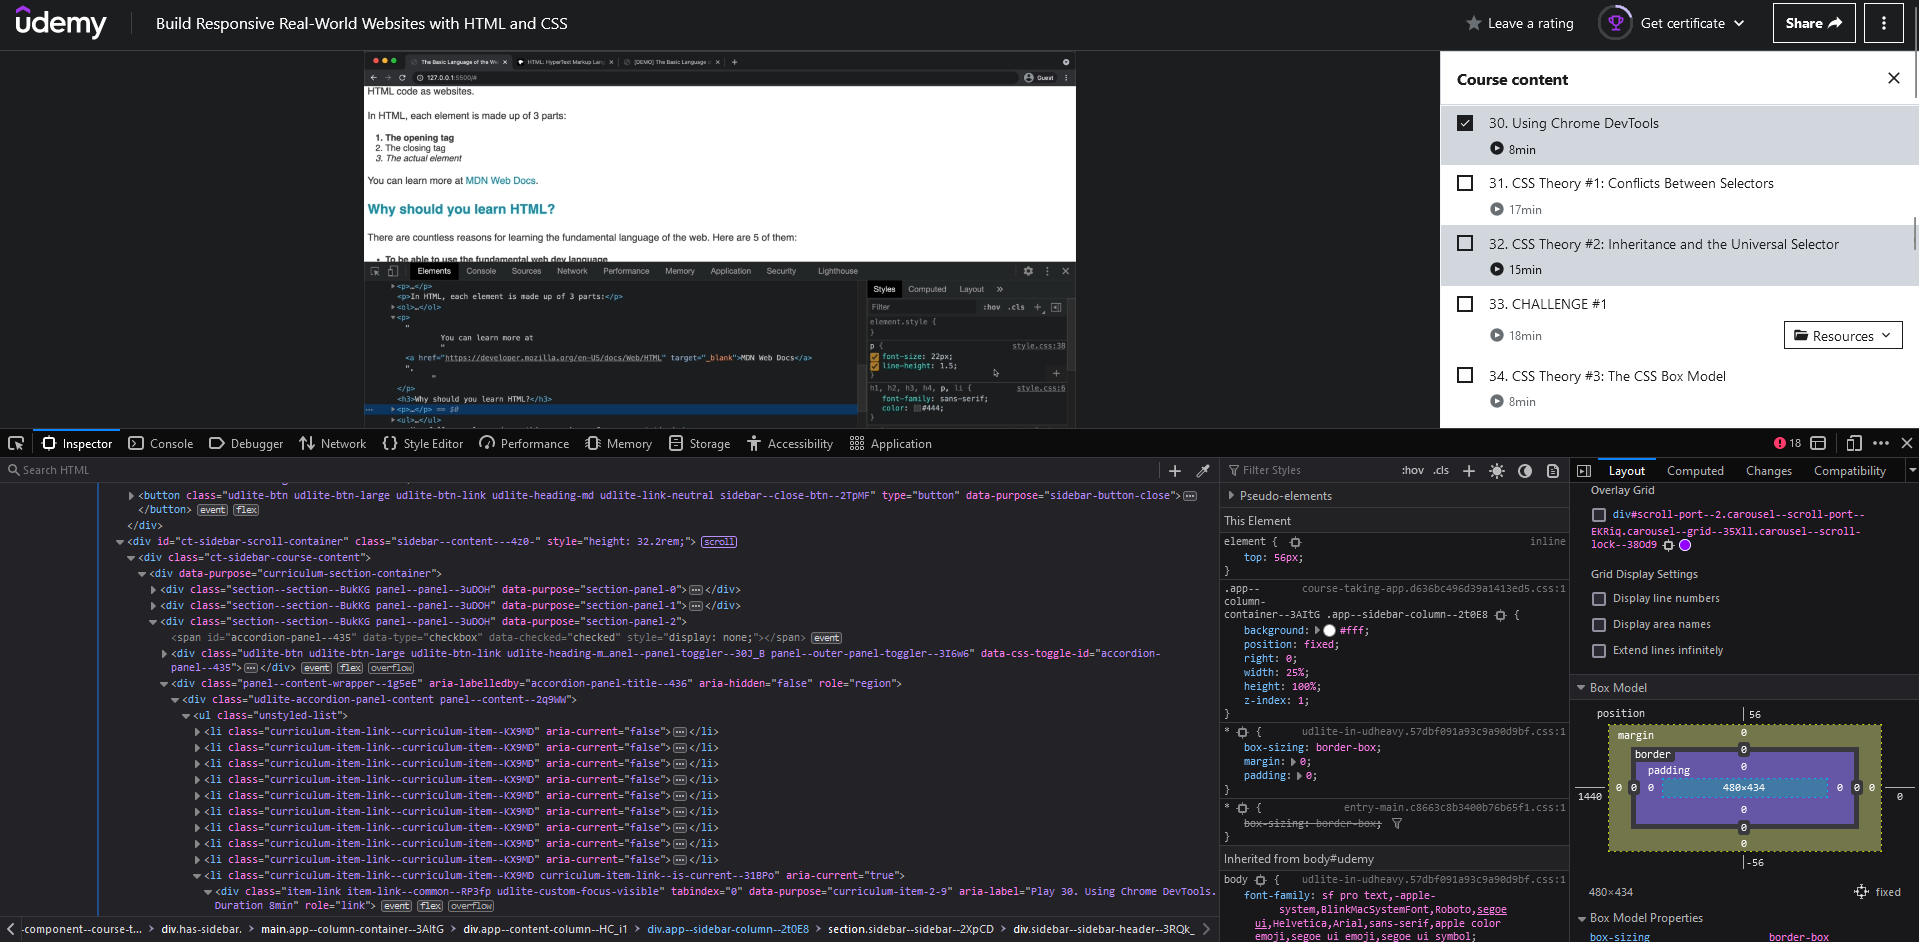 ûdemy
Build Responsive Real-World Websites with HTML and CSS
Leave a rating
Get certificate
Share
The Basic Language of the We
HTML: HyperText Markup Lang
[DEMO] The Basic Language o
127.0.0.1:5500/#
Guest
HTML code as websites.
In HTML, each element is made up of 3 parts:
1. The opening tag
2. The closing tag
3. The actual element
You can learn more at MDN Web Docs.
Why should you learn HTML?
There are countless reasons for learning the fundamental language of the web. Here are 5 of them:
• To be able to use the fundamental web dev language
Elements Console Sources Network Performance Memory Application Security Lighthouse
<p>…</p>
<p>In HTML, each element is made up of 3 parts:</p>
<ol>…</ol>
<p>
"
You can learn more at
"
<a href="https://developer.mozilla.org/en-US/docs/Web/HTML" target="_blank">MDN Web Docs</a>
".
"
</p>
<h3>Why should you learn HTML?</h3>
<p>…</p> == $0
<ul>…</ul>
Styles Computed Layout »
Filter :hov .cls +
element.style {
}
p { style.css:38
font-size: 22px;
line-height: 1.5;
}
h1, h2, h3, h4, p, li { style.css:6
font-family: sans-serif;
color: #444;
}
Course content
30. Using Chrome DevTools
8min
31. CSS Theory #1: Conflicts Between Selectors
17min
32. CSS Theory #2: Inheritance and the Universal Selector
15min
33. CHALLENGE #1
18min
Resources
34. CSS Theory #3: The CSS Box Model
8min
Inspector Console Debugger Network Style Editor Performance Memory Storage Accessibility Application
18
Search HTML
<button class="udlite-btn udlite-btn-large udlite-btn-link udlite-heading-md udlite-link-neutral sidebar--close-btn--2TpMF" type="button" data-purpose="sidebar-button-close">
</button> event flex
</div>
<div id="ct-sidebar-scroll-container" class="sidebar--content---4z0-" style="height: 32.2rem;"> scroll
<div class="ct-sidebar-course-content">
<div data-purpose="curriculum-section-container">
<div class="section--section--BukKG panel--panel--3uDOH" data-purpose="section-panel-0"></div>
<div class="section--section--BukKG panel--panel--3uDOH" data-purpose="section-panel-1"></div>
<div class="section--section--BukKG panel--panel--3uDOH" data-purpose="section-panel-2">
<span id="accordion-panel--435" data-type="checkbox" data-checked="checked" style="display: none;"></span> event
<div class="udlite-btn udlite-btn-large udlite-btn-link udlite-heading-m…anel--panel-toggler--30J_B panel--outer-panel-toggler--3I6w6" data-css-toggle-id="accordion-
panel--435"></div> event flex overflow
<div class="panel--content-wrapper--1g5eE" aria-labelledby="accordion-panel-title--436" aria-hidden="false" role="region">
<div class="udlite-accordion-panel-content panel--content--2q9WW">
<ul class="unstyled-list">
<li class="curriculum-item-link--curriculum-item--KX9MD" aria-current="false"></li>
<li class="curriculum-item-link--curriculum-item--KX9MD" aria-current="false"></li>
<li class="curriculum-item-link--curriculum-item--KX9MD" aria-current="false"></li>
<li class="curriculum-item-link--curriculum-item--KX9MD" aria-current="false"></li>
<li class="curriculum-item-link--curriculum-item--KX9MD" aria-current="false"></li>
<li class="curriculum-item-link--curriculum-item--KX9MD" aria-current="false"></li>
<li class="curriculum-item-link--curriculum-item--KX9MD" aria-current="false"></li>
<li class="curriculum-item-link--curriculum-item--KX9MD" aria-current="false"></li>
<li class="curriculum-item-link--curriculum-item--KX9MD" aria-current="false"></li>
<li class="curriculum-item-link--curriculum-item--KX9MD curriculum-item-link--is-current--31BPo" aria-current="true">
<div class="item-link item-link--common--RP3fp udlite-custom-focus-visible" tabindex="0" data-purpose="curriculum-item-2-9" aria-label="Play 30. Using Chrome DevTools.
Duration 8min" role="link"> event flex overflow
-component--course-t… div.has-sidebar. main.app--column-container--3AItG div.app--content-column--HC_i1 div.app--sidebar-column--2t0E8 section.sidebar--sidebar--2XpCD div.sidebar--sidebar-header--3RQk_
Filter Styles :hov .cls
Pseudo-elements
This Element
element { inline
top: 56px;
}
.app-- course-taking-app.d636bc496d39a1413ed5.css:1
column-
container--3AItG .app--sidebar-column--2t0E8 {
background: #fff;
position: fixed;
right: 0;
width: 25%;
height: 100%;
z-index: 1;
}
* { udlite-in-udheavy.57dbf091a93c9a90d9bf.css:1
box-sizing: border-box;
margin: 0;
padding: 0;
}
* { entry-main.c8663c8b3400b76b65f1.css:1
box-sizing: border-box;
}
Inherited from body#udemy
body { udlite-in-udheavy.57dbf091a93c9a90d9bf.css:1
font-family: sf pro text,-apple-
system,BlinkMacSystemFont,Roboto,segoe
ui,Helvetica,Arial,sans-serif,apple color
emoji,segoe ui emoji,segoe ui symbol;
Layout Computed Changes Compatibility
Overlay Grid
div#scroll-port--2.carousel--scroll-port--
EKRiq.carousel--grid--35Xll.carousel--scroll-
lock--38Od9
Grid Display Settings
Display line numbers
Display area names
Extend lines infinitely
Box Model
position 56
margin 0
border 0
padding 0
1440 0 0 0 480×434 0 0 0 0
0
0
0
-56
480×434 fixed
Box Model Properties
box-sizing border-box